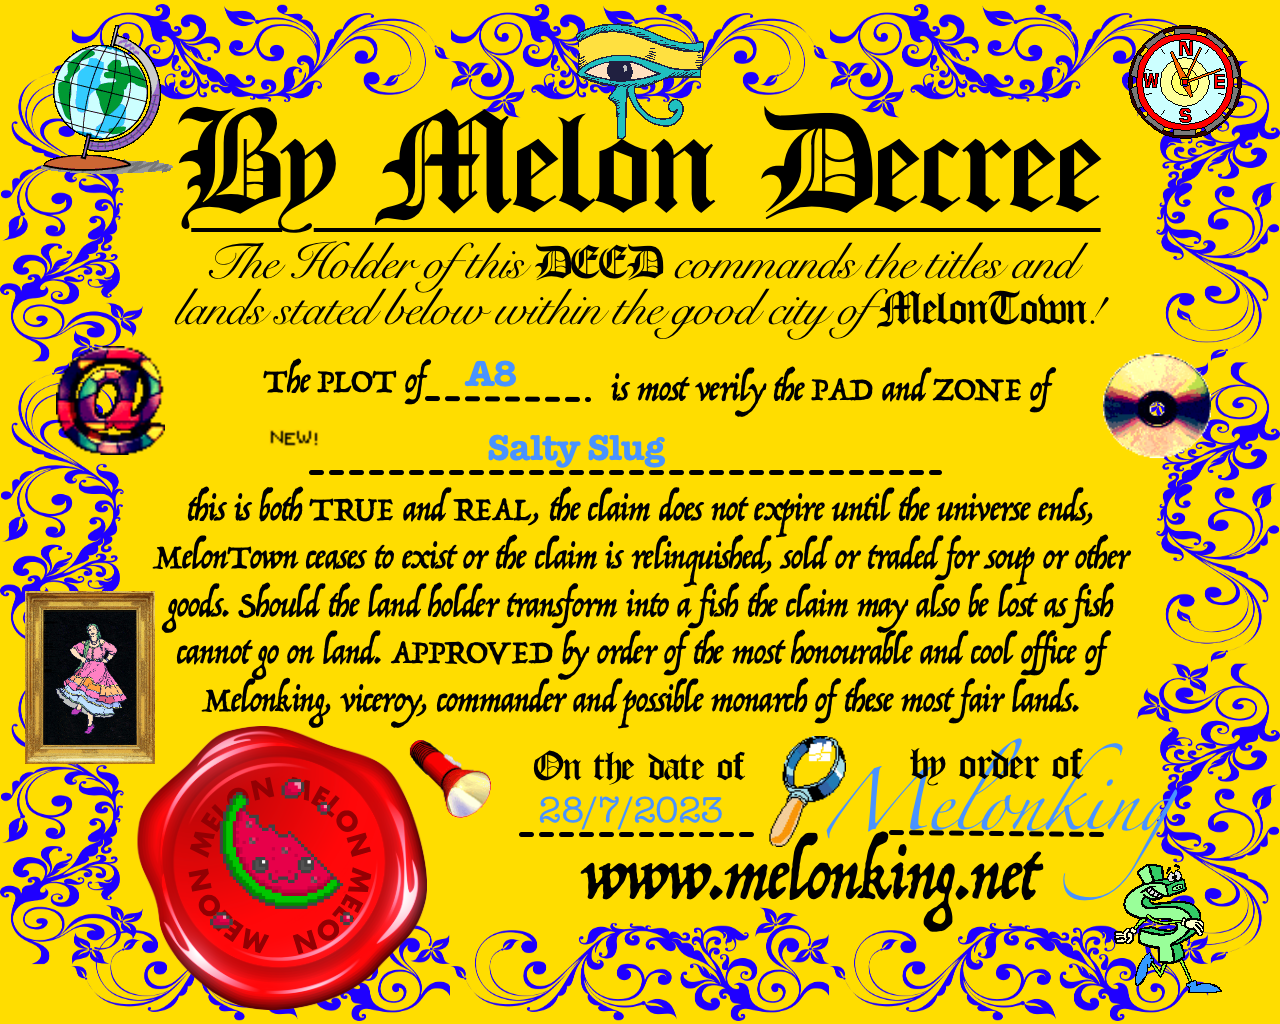 N
W E
S
By Melon Decree
The Holder of this DEED commands the titles and
lands stated below within the good city of MelonTown!
The PLOT of A8. is most verily the PAD and ZONE of
NEW!
Salty Slug
this is both TRUE and REAL, the claim does not expire until the universe ends,
MelonTown ceases to exist or the claim is relinquished, sold or traded for soup or other
goods. Should the land holder transform into a fish the claim may also be lost as fish
cannot go on land. APPROVED by order of the most honourable and cool office of
Melonking, viceroy, commander and possible monarch of these most fair lands.
On the date of by order of
28/7/2023 Melonking
www.melonking.net
MELON MELON MELON MELON
@